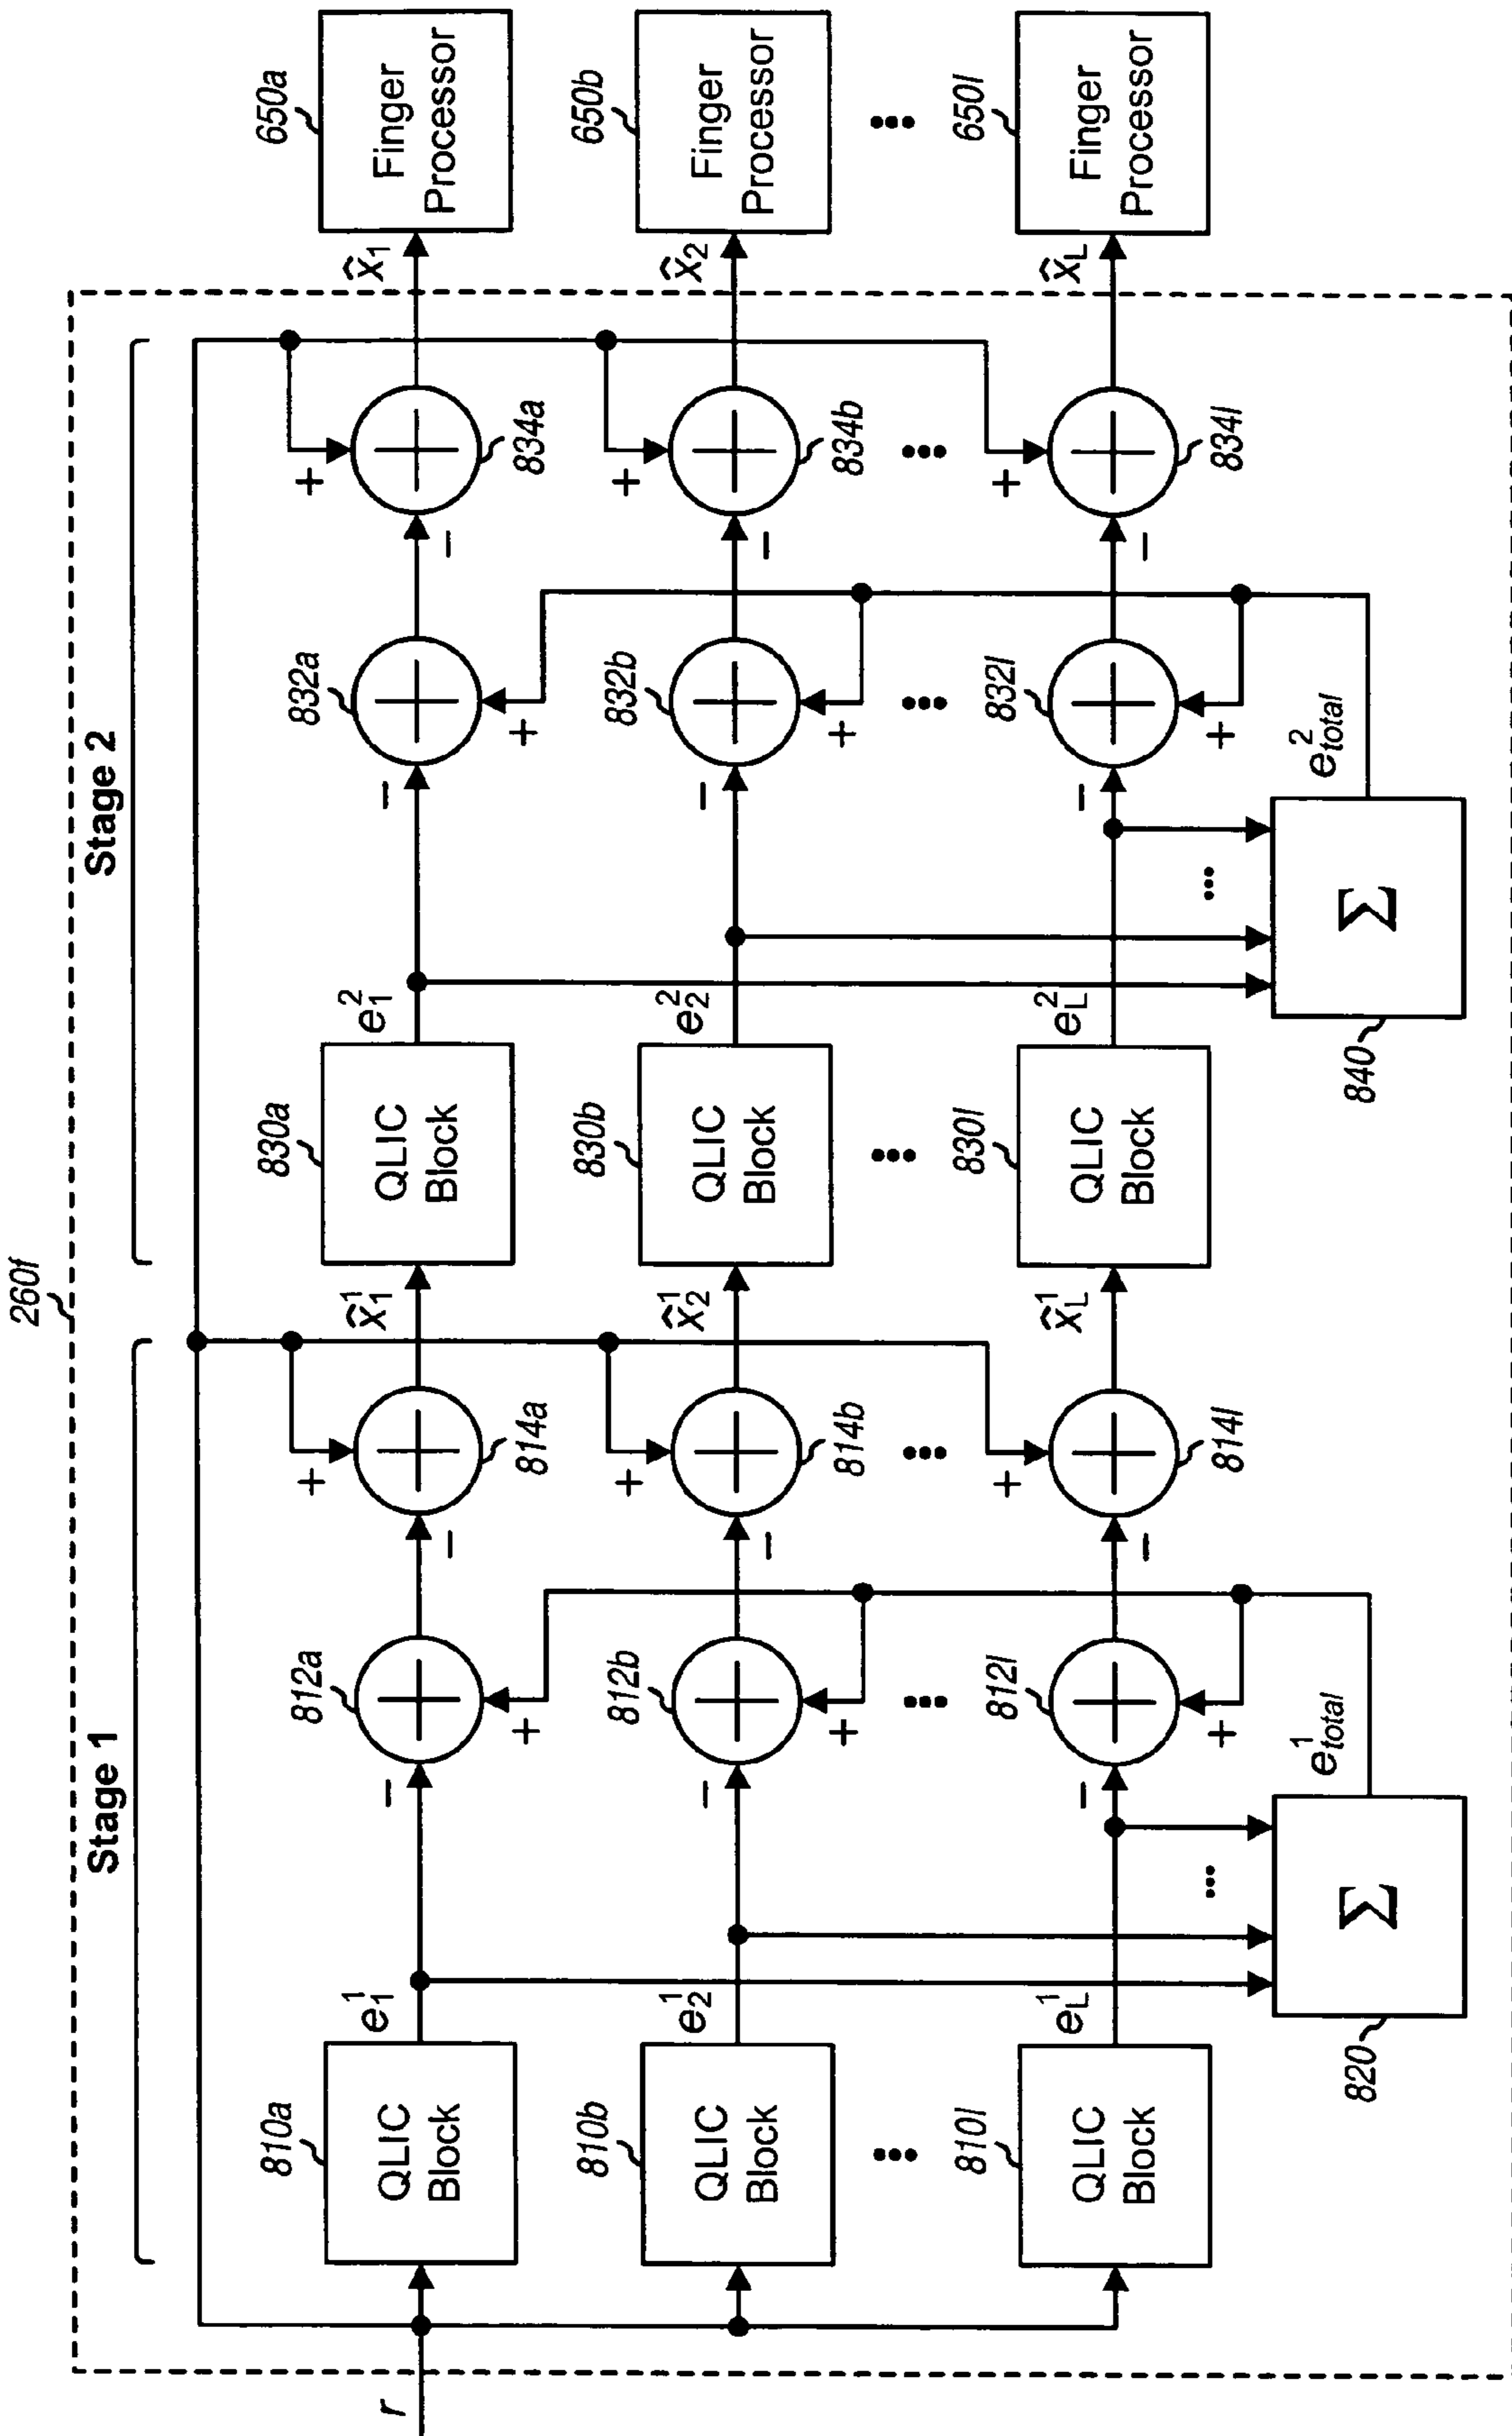 260f
Stage 1
Stage 2
r
810a
QLIC
Block
e_1^1
−
812a
+
−
+
814a
x̂_1^1
830a
QLIC
Block
e_1^2
−
832a
+
−
+
834a
x̂_1
650a
Finger
Processor
810b
QLIC
Block
e_2^1
−
812b
+
−
+
814b
x̂_2^1
830b
QLIC
Block
e_2^2
−
832b
+
−
+
834b
x̂_2
650b
Finger
Processor
...
...
...
...
...
...
...
810l
QLIC
Block
e_L^1
−
812l
+
−
+
814l
x̂_L^1
830l
QLIC
Block
e_L^2
−
832l
+
−
+
834l
x̂_L
650l
Finger
Processor
...
820
Σ
e_total^1
...
840
Σ
e_total^2